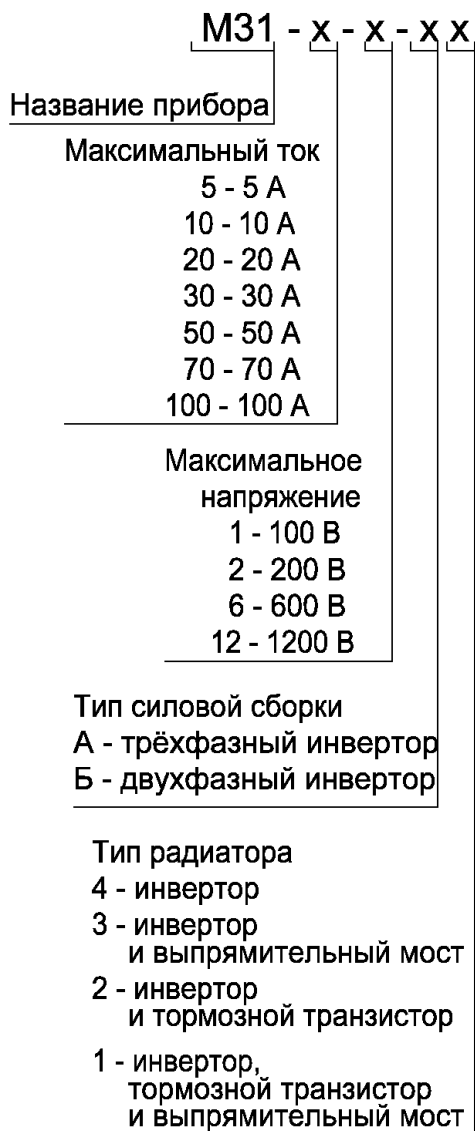 М31 - х - х - х х
Название прибора
Максимальный ток
5 - 5 А
10 - 10 А
20 - 20 А
30 - 30 А
50 - 50 А
70 - 70 А
100 - 100 А
Максимальное
напряжение
1 - 100 В
2 - 200 В
6 - 600 В
12 - 1200 В
Тип силовой сборки
А - трёхфазный инвертор
Б - двухфазный инвертор
Тип радиатора
4 - инвертор
3 - инвертор
и выпрямительный мост
2 - инвертор
и тормозной транзистор
1 - инвертор,
тормозной транзистор
и выпрямительный мост